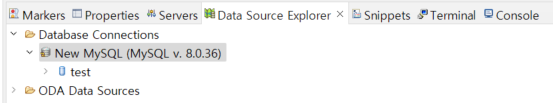 Markers Properties Servers Data Source Explorer × Snippets Terminal Console
Database Connections
New MySQL (MySQL v. 8.0.36)
test
ODA Data Sources